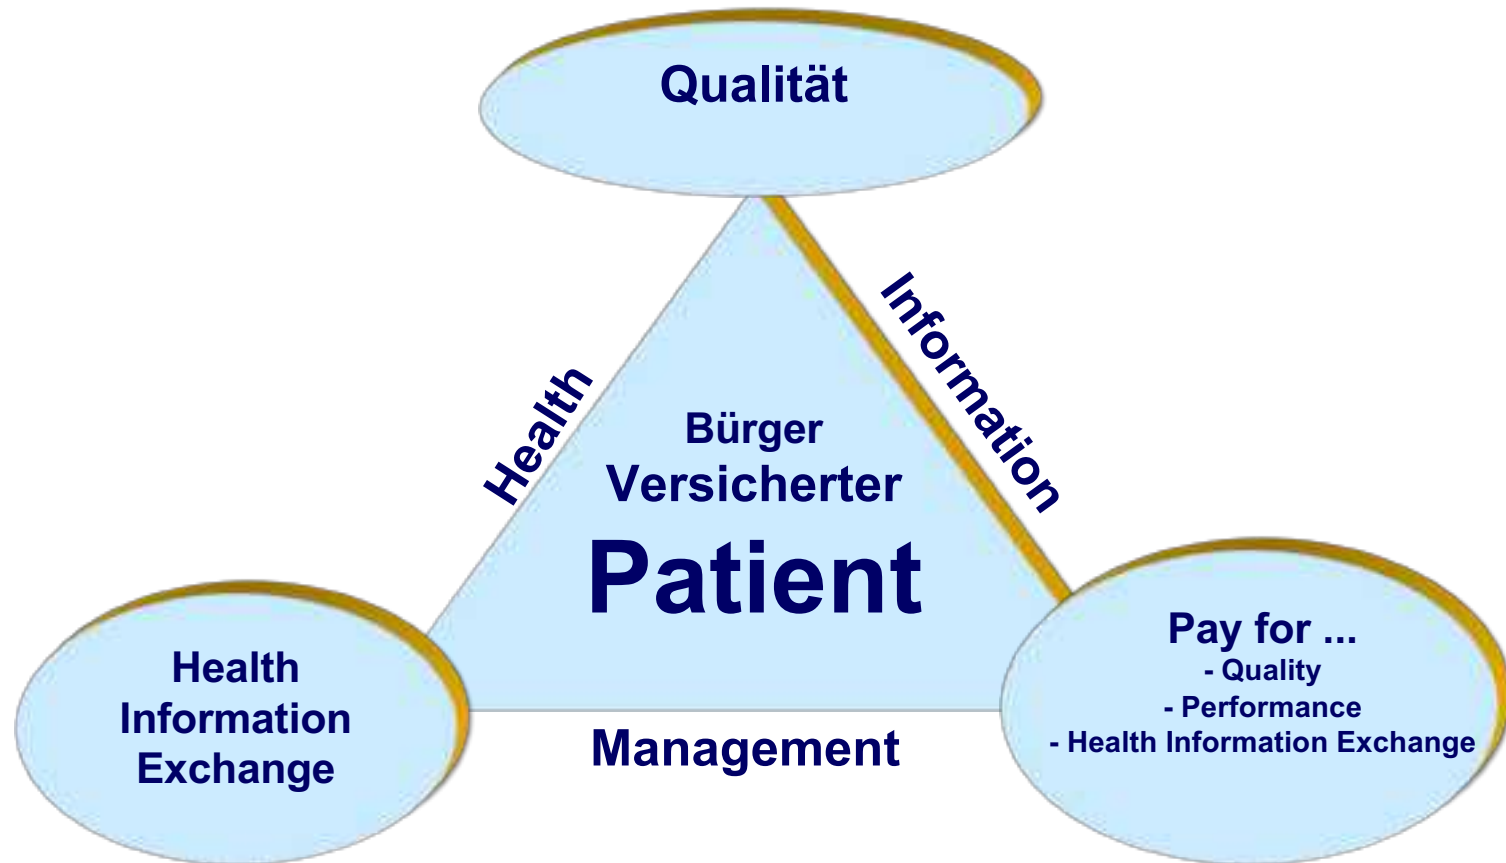 Qualität
Health
Information
Bürger
Versicherter
Patient
Health
Information
Exchange
Management
Pay for ...
- Quality
- Performance
- Health Information Exchange